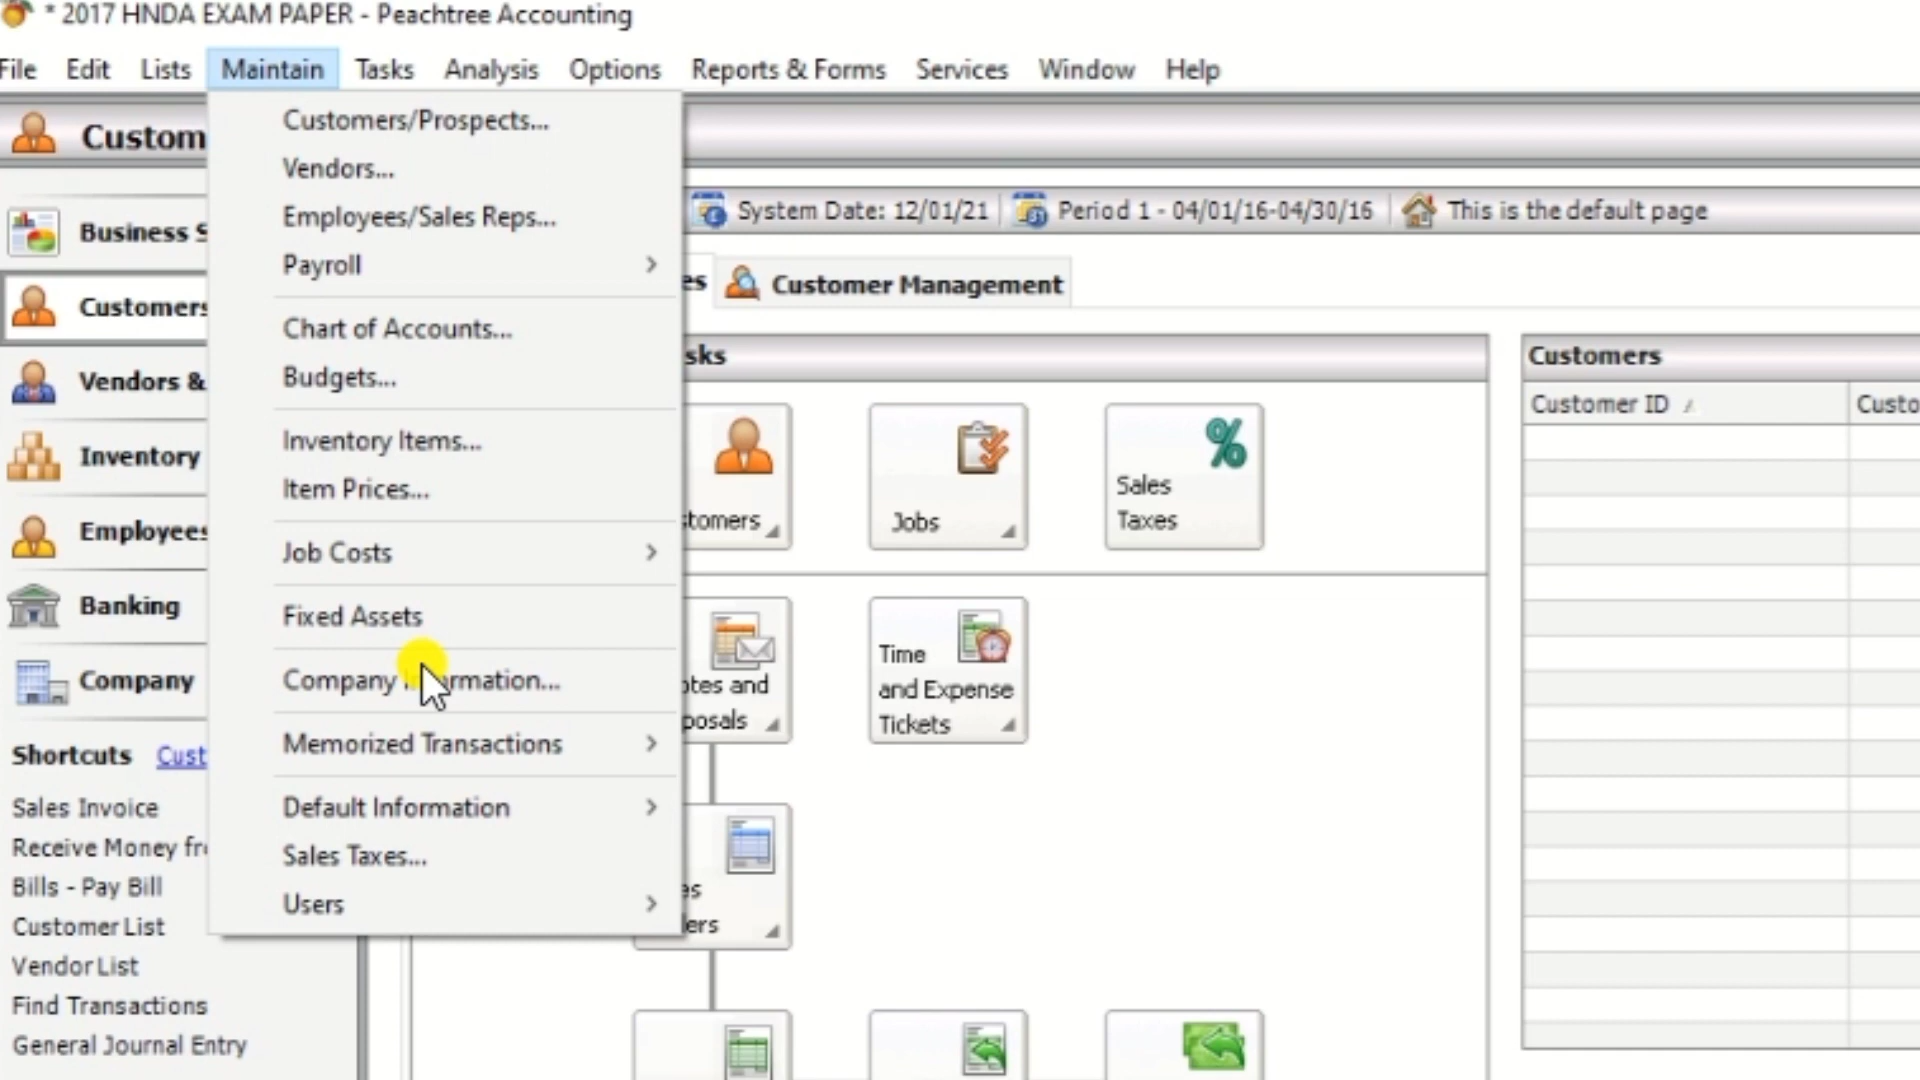 * 2017 HNDA EXAM PAPER - Peachtree Accounting
File Edit Lists Maintain Tasks Analysis Options Reports & Forms Services Window Help
Custom
Customers/Prospects...
Vendors...
Employees/Sales Reps...
Payroll
Chart of Accounts...
Budgets...
Inventory Items...
Item Prices...
Job Costs
Fixed Assets
Company
Memorized Transactions
Default Information
Sales Taxes...
Users
System Date: 12/01/21
Period 1 - 04/01/16-04/30/16
This is the default page
Business S
Customers
Vendors &
Inventory
Employees
Banking
Company
Shortcuts Cust
Sales Invoice
Receive Money fr
Bills - Pay Bill
Customer List
Vendor List
Find Transactions
General Journal Entry
es
Customer Management
sks
tomers
Jobs
Sales
Taxes
otes and
posals
Time
and Expense
Tickets
es
ers
Customers
Customer ID
Custo